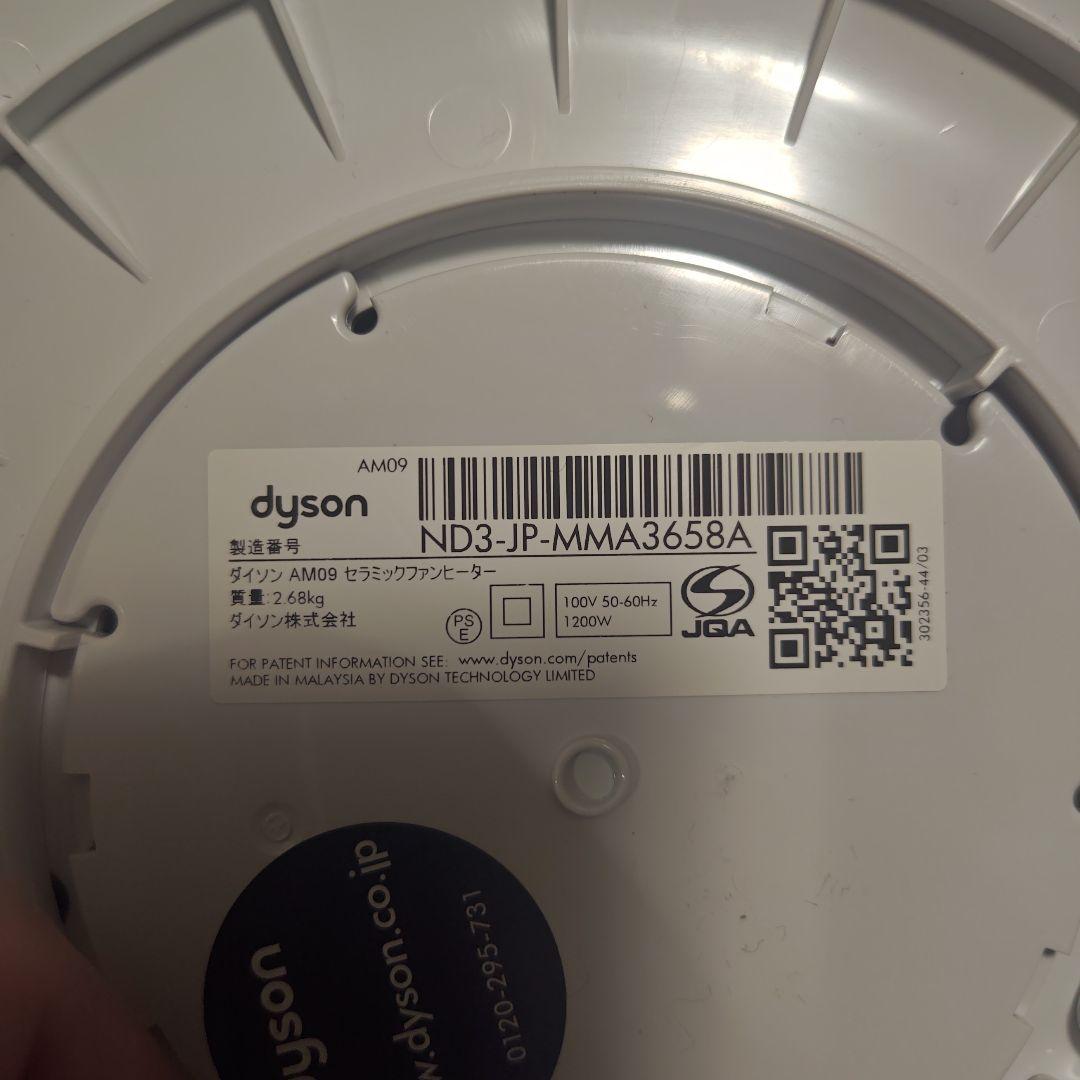 AM09
dyson
製造番号
ND3-JP-MMA3658A
ダイソン AM09 セラミックファンヒーター
質量:2.68kg
ダイソン株式会社
PS
E
100V 50-60Hz
1200W
JQA
302356-44/03
FOR PATENT INFORMATION SEE: www.dyson.com/patents
MADE IN MALAYSIA BY DYSON TECHNOLOGY LIMITED
dyson
w.dyson.co.jp
0120-295-731